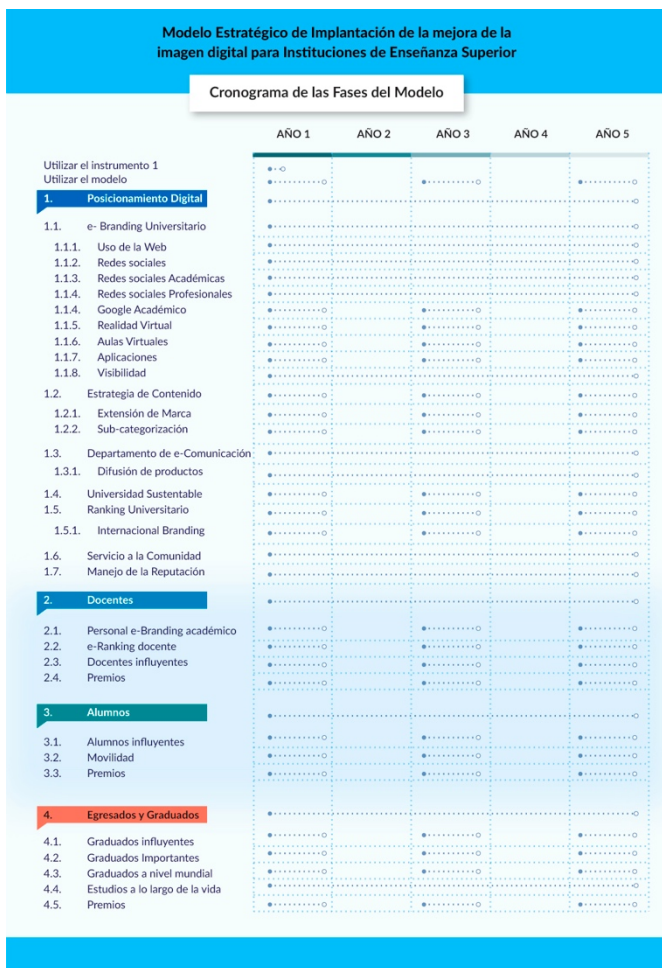 Modelo Estratégico de Implantación de la mejora de la
imagen digital para Instituciones de Enseñanza Superior
Cronograma de las Fases del Modelo
AÑO 1 AÑO 2 AÑO 3 AÑO 4 AÑO 5
Utilizar el instrumento 1
Utilizar el modelo
1. Posicionamiento Digital
1.1. e- Branding Universitario
1.1.1. Uso de la Web
1.1.2. Redes sociales
1.1.3. Redes sociales Académicas
1.1.4. Redes sociales Profesionales
1.1.4. Google Académico
1.1.5. Realidad Virtual
1.1.6. Aulas Virtuales
1.1.7. Aplicaciones
1.1.8. Visibilidad
1.2. Estrategia de Contenido
1.2.1. Extensión de Marca
1.2.2. Sub-categorización
1.3. Departamento de e-Comunicación
1.3.1. Difusión de productos
1.4. Universidad Sustentable
1.5. Ranking Universitario
1.5.1. Internacional Branding
1.6. Servicio a la Comunidad
1.7. Manejo de la Reputación
2. Docentes
2.1. Personal e-Branding académico
2.2. e-Ranking docente
2.3. Docentes influyentes
2.4. Premios
3. Alumnos
3.1. Alumnos influyentes
3.2. Movilidad
3.3. Premios
4. Egresados y Graduados
4.1. Graduados influyentes
4.2. Graduados Importantes
4.3. Graduados a nivel mundial
4.4. Estudios a lo largo de la vida
4.5. Premios